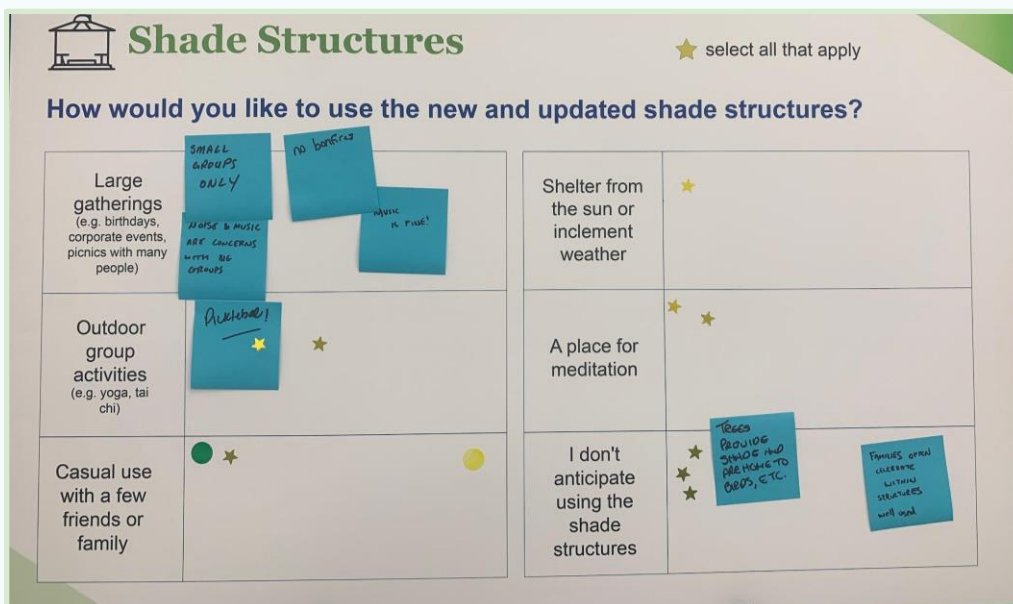 Shade Structures
select all that apply
How would you like to use the new and updated shade structures?
Large
gatherings
(e.g. birthdays,
corporate events,
picnics with many
people)
SMALL
GROUPS
ONLY
no bonfires
NOISE & MUSIC
ARE CONCERNS
WITH BIG
GROUPS
MUSIC
IS FINE!
Outdoor
group
activities
(e.g. yoga, tai
chi)
Pickleball!
Casual use
with a few
friends or
family
Shelter from
the sun or
inclement
weather
A place for
meditation
I don't
anticipate
using the
shade
structures
TREES
PROVIDE
SHADE AND
ARE HOME TO
BIRDS, ETC.
FAMILIES OFTEN
CELEBRATE
WITHIN
STRUCTURES
well used